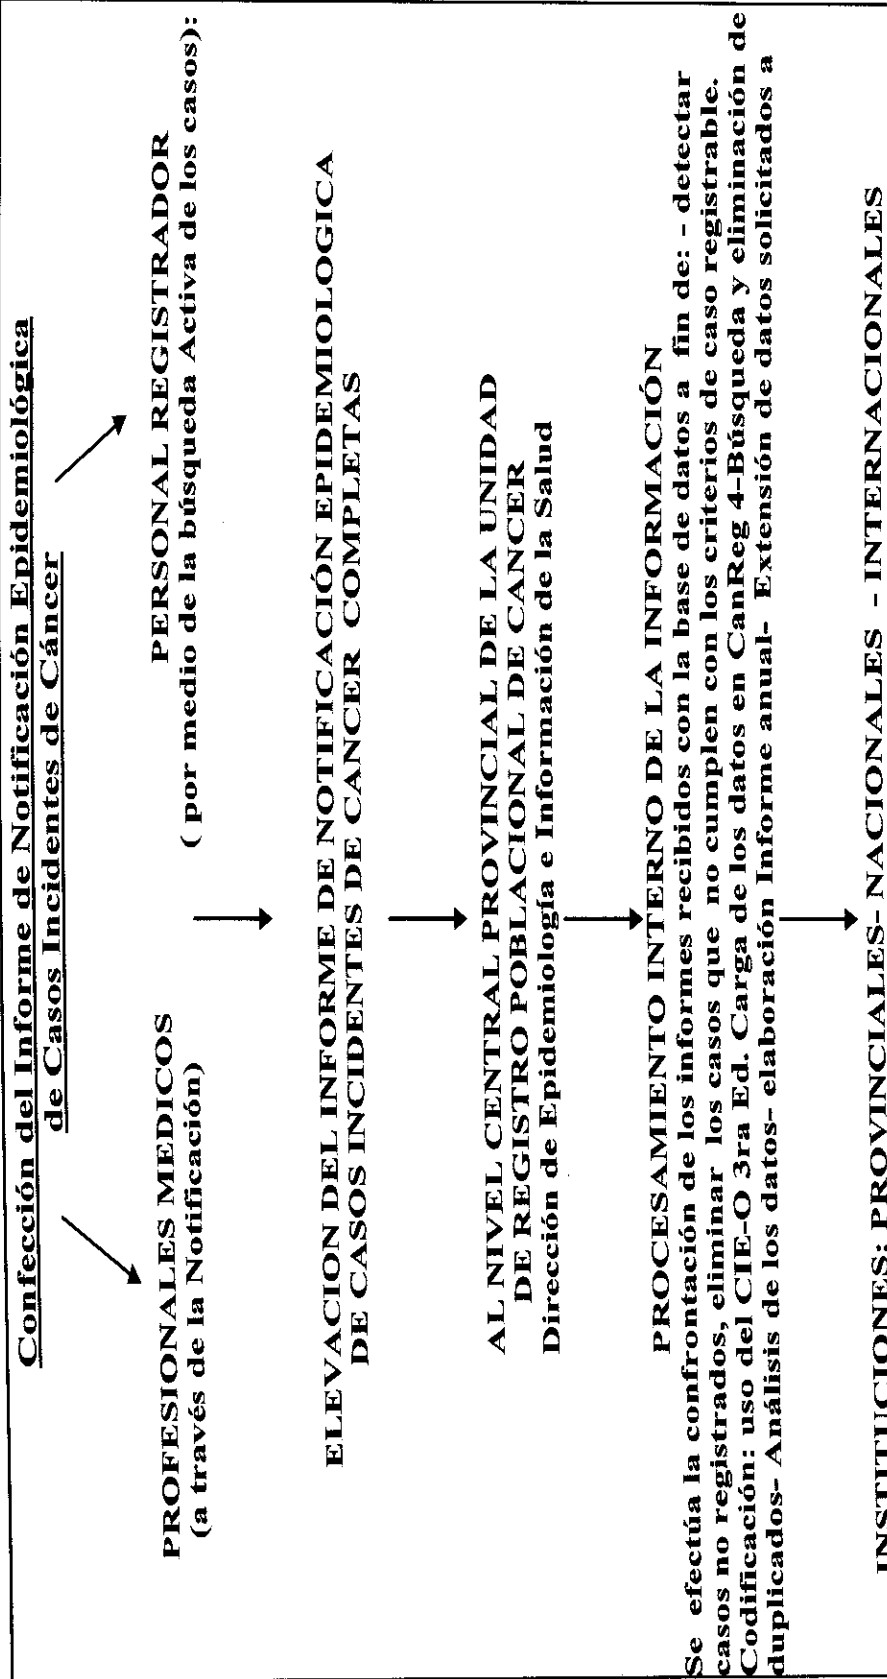 Confección del Informe de Notificación Epidemiológica
de Casos Incidentes de Cáncer
PROFESIONALES MEDICOS
(a través de la Notificación)
PERSONAL REGISTRADOR
( por medio de la búsqueda Activa de los casos):
ELEVACION DEL INFORME DE NOTIFICACIÓN EPIDEMIOLOGICA
DE CASOS INCIDENTES DE CANCER COMPLETAS
AL NIVEL CENTRAL PROVINCIAL DE LA UNIDAD
DE REGISTRO POBLACIONAL DE CANCER
Dirección de Epidemiología e Información de la Salud
PROCESAMIENTO INTERNO DE LA INFORMACIÓN
Se efectúa la confrontación de los informes recibidos con la base de datos a fin de: - detectar
casos no registrados, eliminar los casos que no cumplen con los criterios de caso registrable.
Codificación: uso del CIE-O 3ra Ed. Carga de los datos en CanReg 4-Búsqueda y eliminación de
duplicados- Análisis de los datos- elaboración Informe anual- Extensión de datos solicitados a
INSTITUCIONES: PROVINCIALES- NACIONALES - INTERNACIONALES